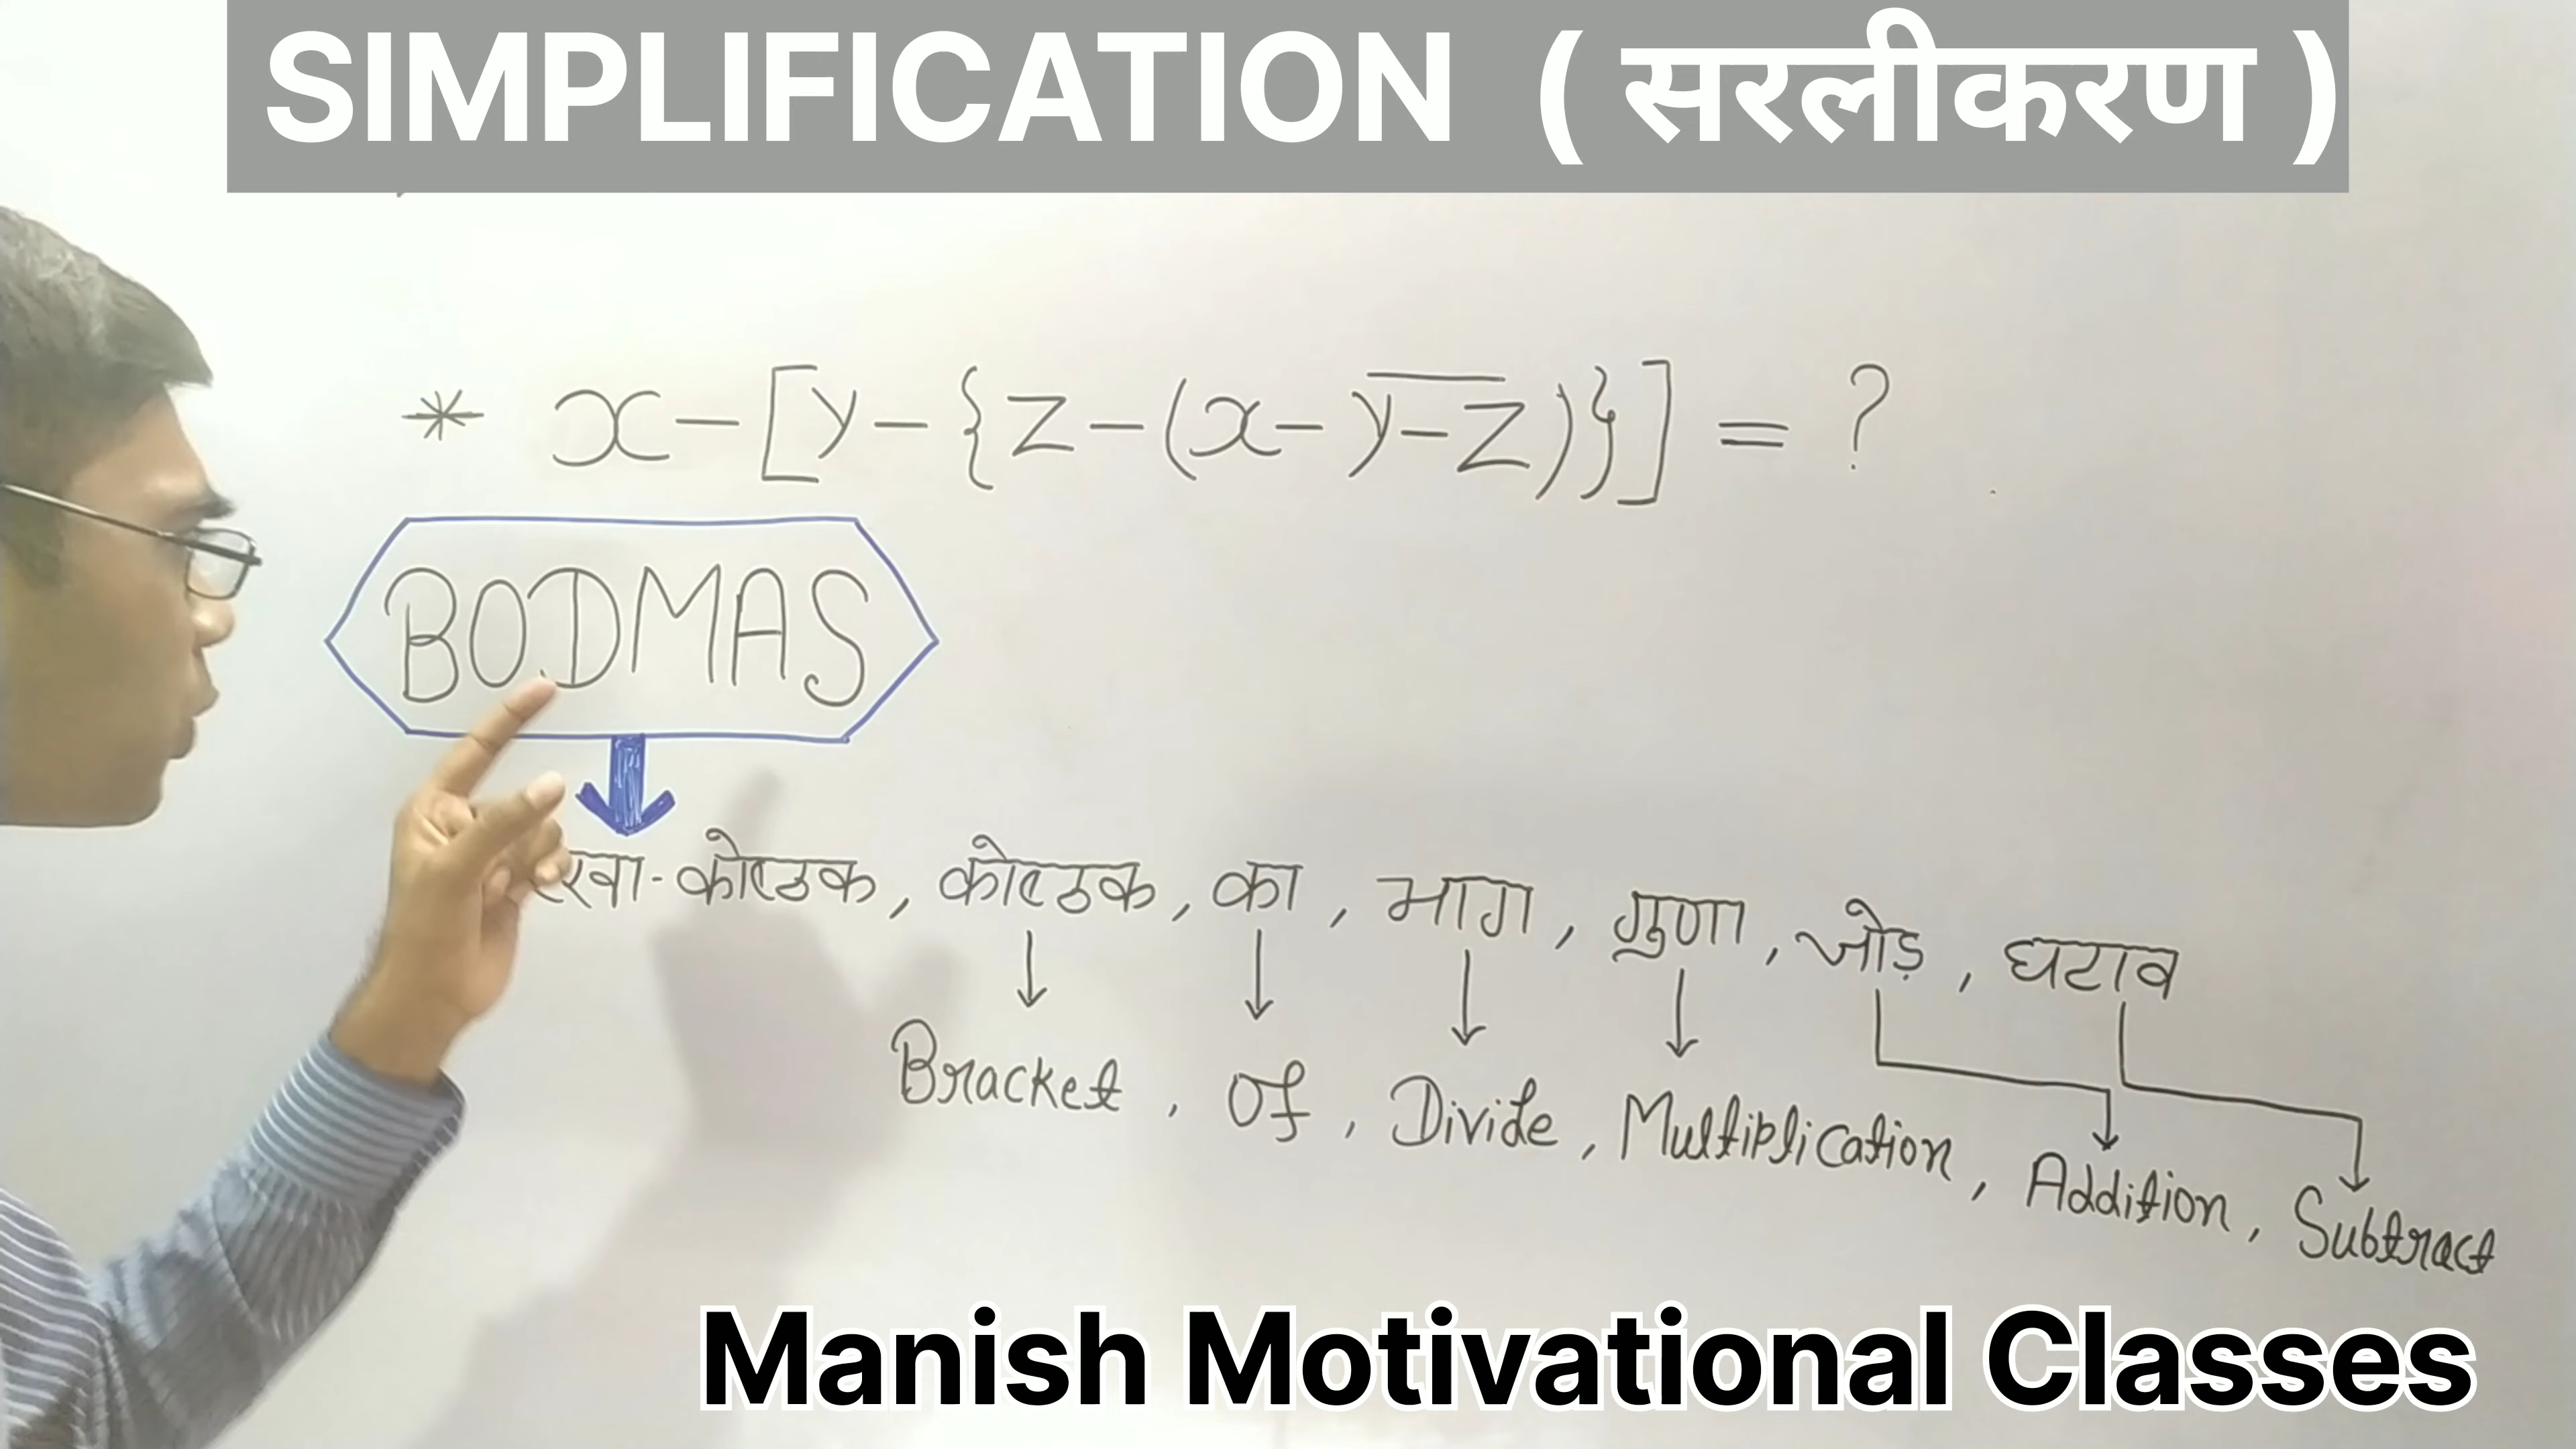 SIMPLIFICATION ( सरलीकरण )
* x-[y-{z-(x-y̅-̅z̅)}] = ?
BODMAS
रेखा-कोष्ठक, कोष्ठक, का, भाग, गुणा, जोड़, घटाव
Bracket, Of, Divide, Multiplication, Addition, Subtract
Manish Motivational Classes